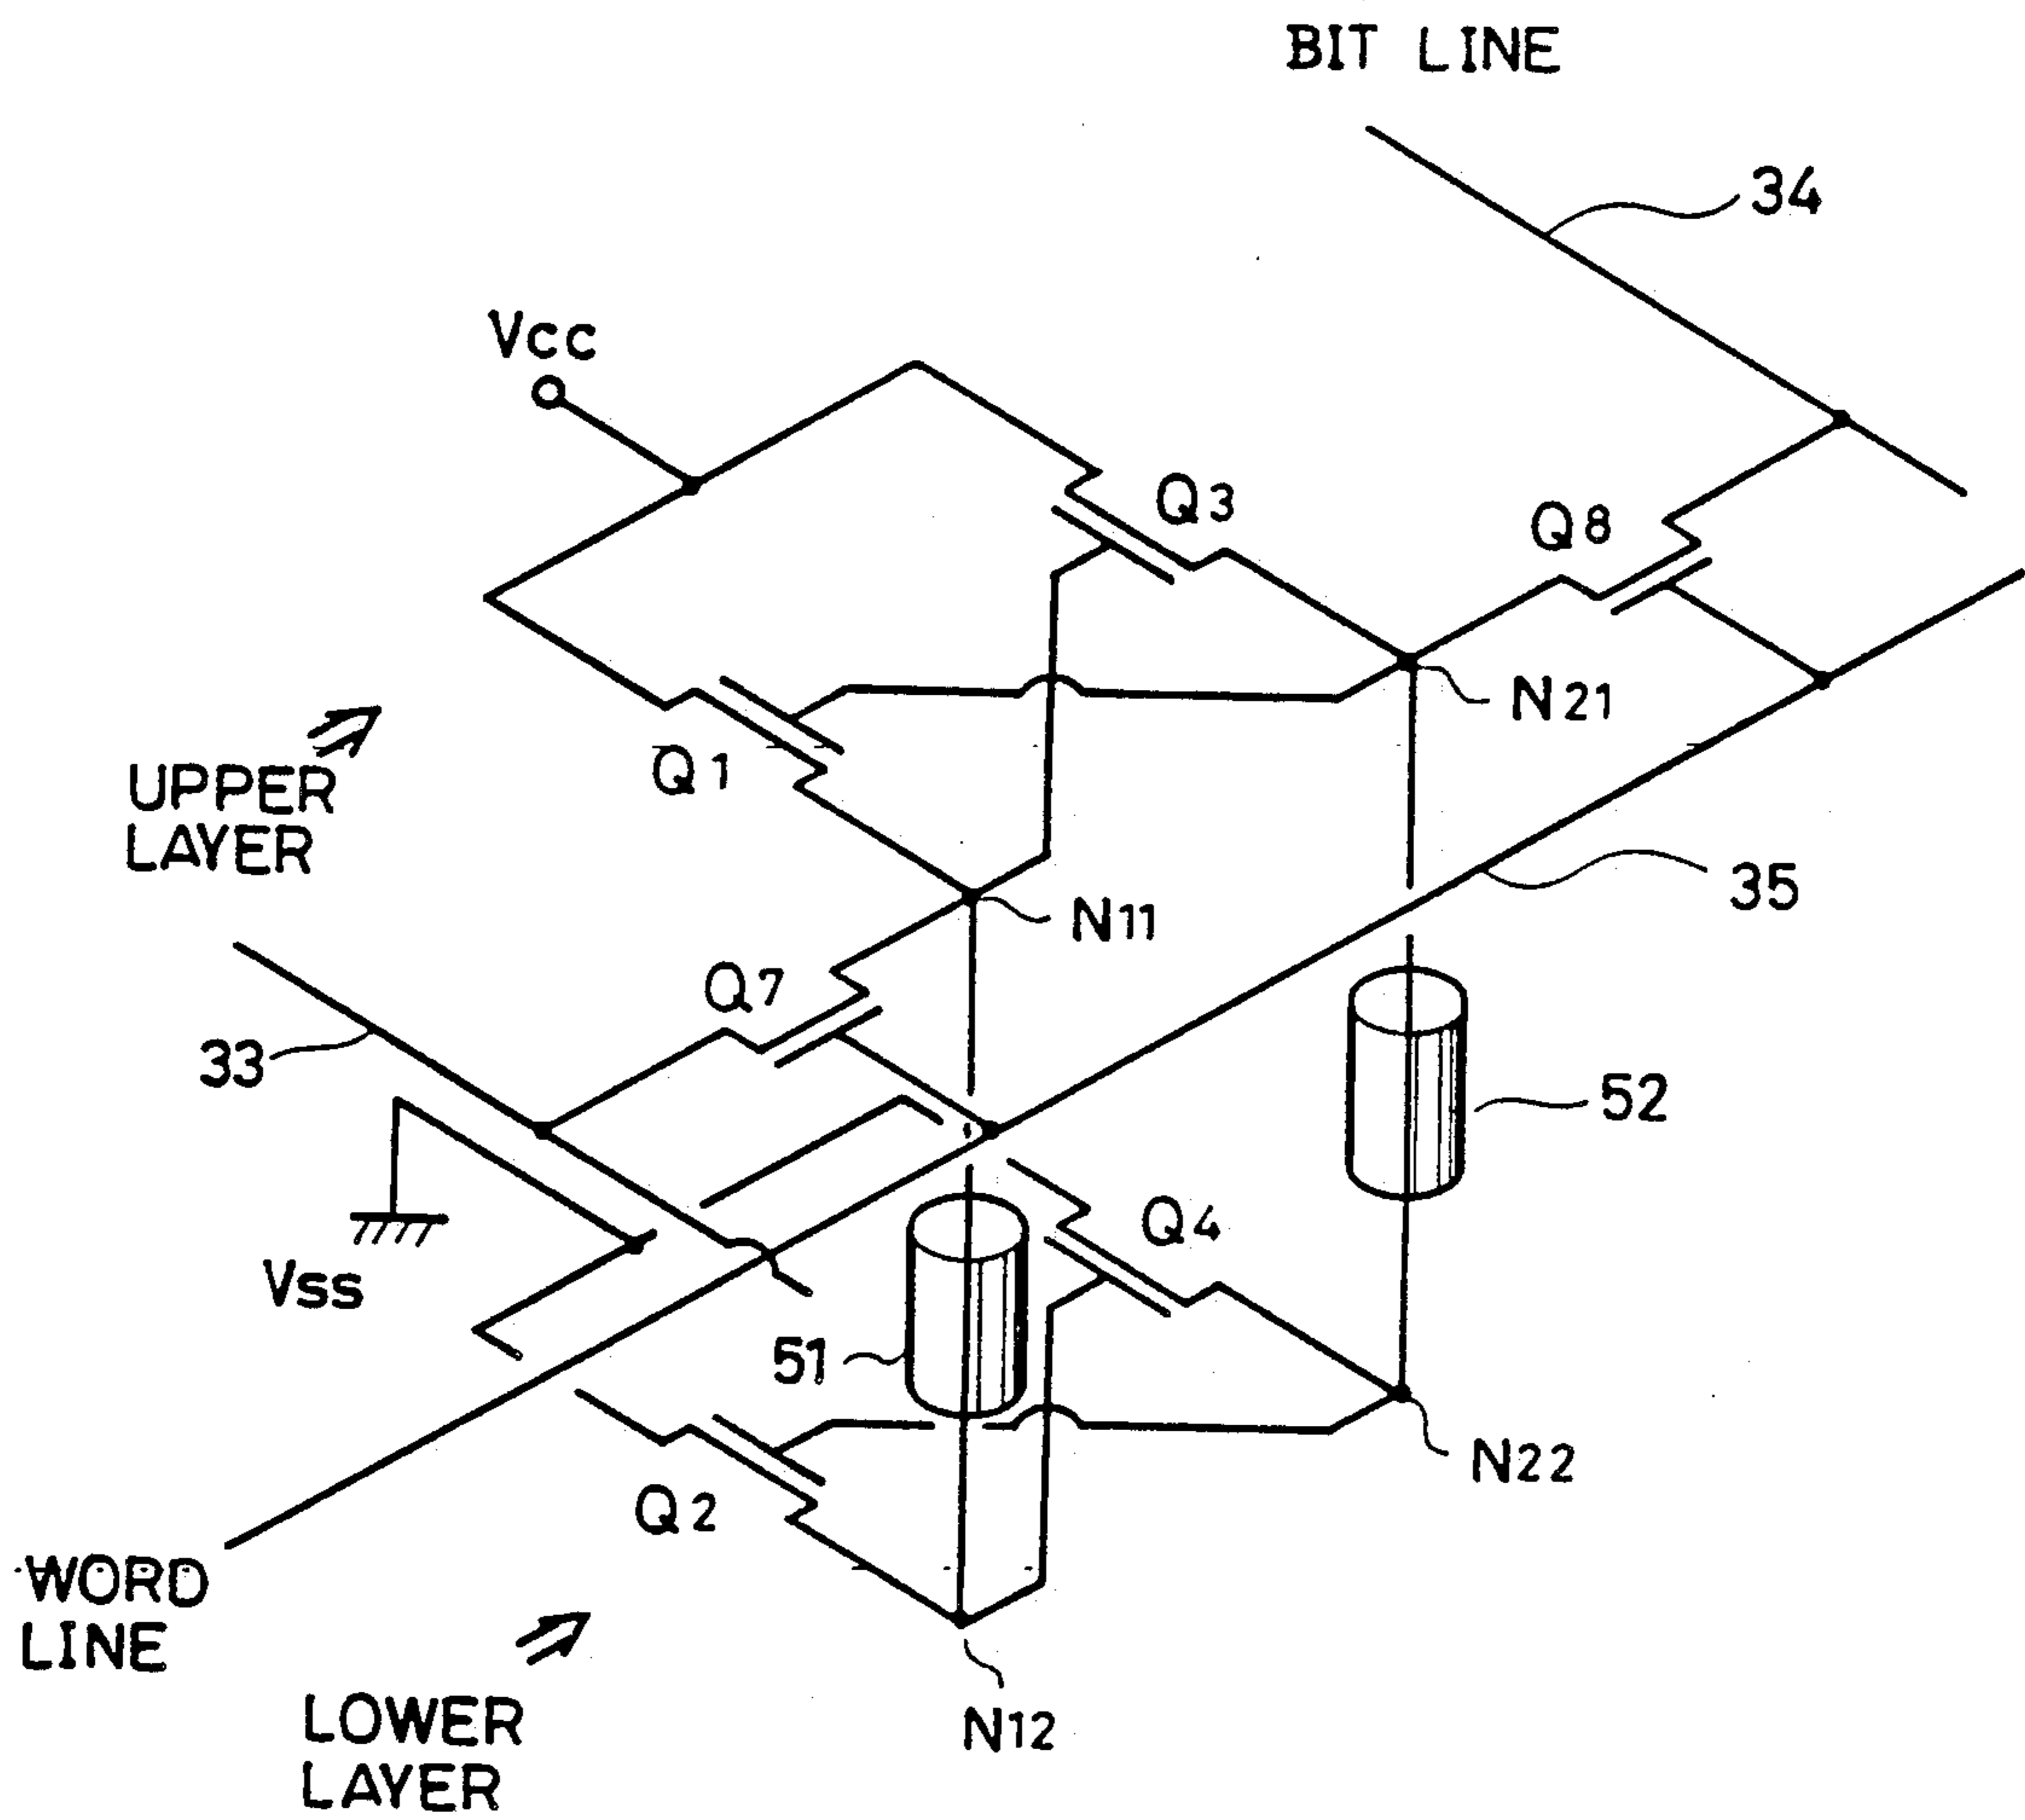 BIT LINE
34
Vcc
Q3
Q8
N21
Q1
UPPER
LAYER
35
N11
Q7
33
52
Q4
Vss
51
N22
Q2
WORD
LINE
N12
LOWER
LAYER